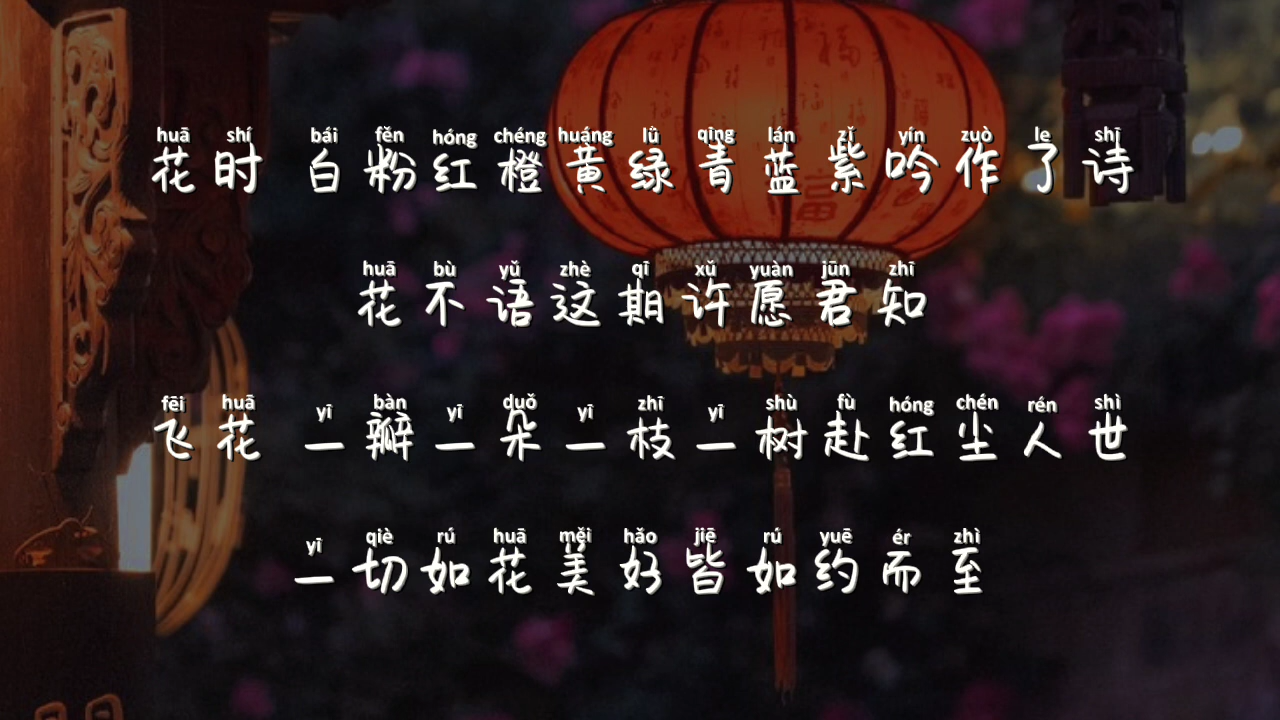 huā shí bái fěn hóng chéng huáng lǜ qīng lán zǐ yín zuò le shī
花时 白粉红橙黄绿青蓝紫吟作了诗
huā bù yǔ zhè qī xǔ yuàn jūn zhī
花不语这期许愿君知
fēi huā yī bàn yī duǒ yī zhī yī shù fù hóng chén rén shì
飞花 一瓣一朵一枝一树赴红尘人世
yī qiè rú huā měi hǎo jiē rú yuē ér zhì
一切如花美好皆如约而至